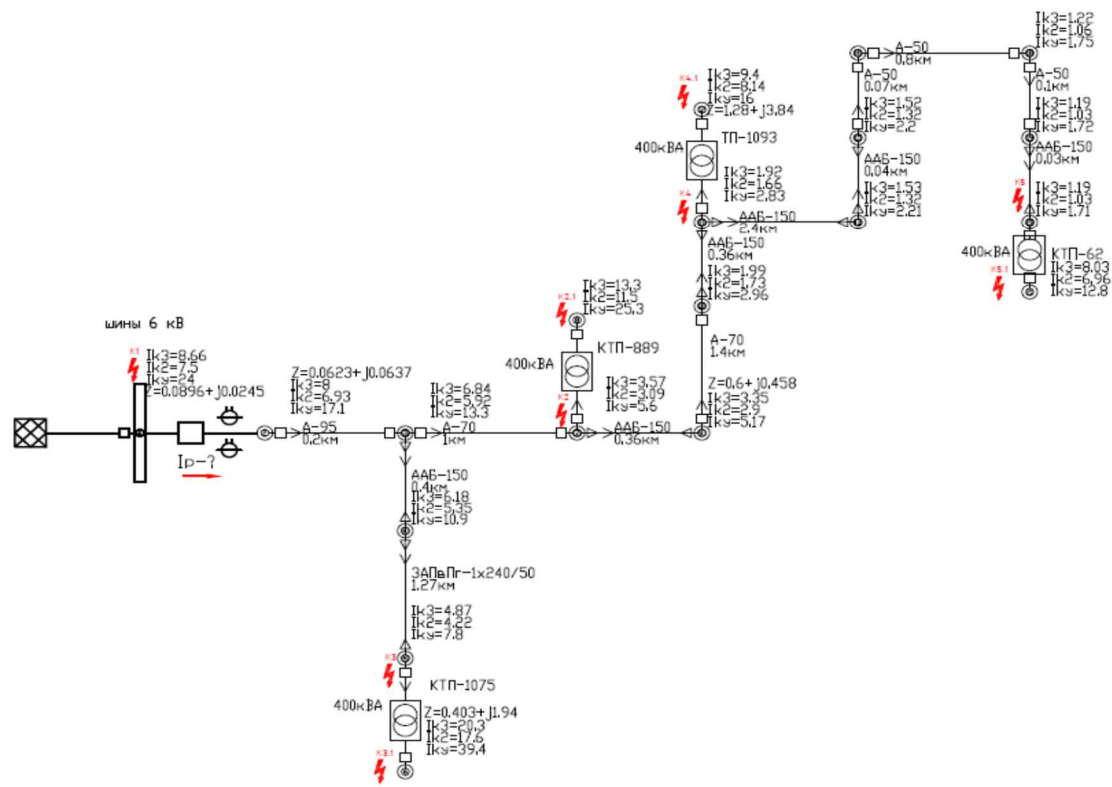 шины 6 кВ
К1
Iк3=8.66
Iк2=7.5
Iку=24
Z=0.0896+j0.0245
Iр-?
Z=0.0623+j0.0637
Iк3=8
Iк2=6.93
Iку=17.1
А-95
0.2км
Iк3=6.84
Iк2=5.92
Iку=13.3
А-70
1км
ААБ-150
0.4км
Iк3=6.18
Iк2=5.35
Iку=10.9
3АПвПг-1х240/50
1.27км
Iк3=4.87
Iк2=4.22
Iку=7.8
К3
КТП-1075
400кВА
Z=0.403+j1.94
Iк3=20.3
Iк2=17.6
Iку=39.4
К3.1
К2.1
Iк3=13.3
Iк2=11.5
Iку=25.3
КТП-889
400кВА
Iк3=3.57
Iк2=3.09
Iку=5.6
К2
ААБ-150
0.36км
Z=0.6+j0.458
Iк3=3.35
Iк2=2.9
Iку=5.17
А-70
1.4км
Iк3=1.99
Iк2=1.73
Iку=2.96
ААБ-150
0.36км
К4.1
Iк3=9.4
Iк2=8.14
Iку=16
Z=1.28+j3.84
ТП-1093
400кВА
Iк3=1.92
Iк2=1.66
Iку=2.83
К4
ААБ-150
2.4км
Iк3=1.53
Iк2=1.32
Iку=2.21
ААБ-150
0.04км
Iк3=1.52
Iк2=1.32
Iку=2.2
А-50
0.07км
А-50
0.8км
Iк3=1.22
Iк2=1.06
Iку=1.75
А-50
0.1км
Iк3=1.19
Iк2=1.03
Iку=1.72
ААБ-150
0.03км
К5
Iк3=1.19
Iк2=1.03
Iку=1.71
400кВА
КТП-62
Iк3=8.03
Iк2=6.96
Iку=12.8
К5.1